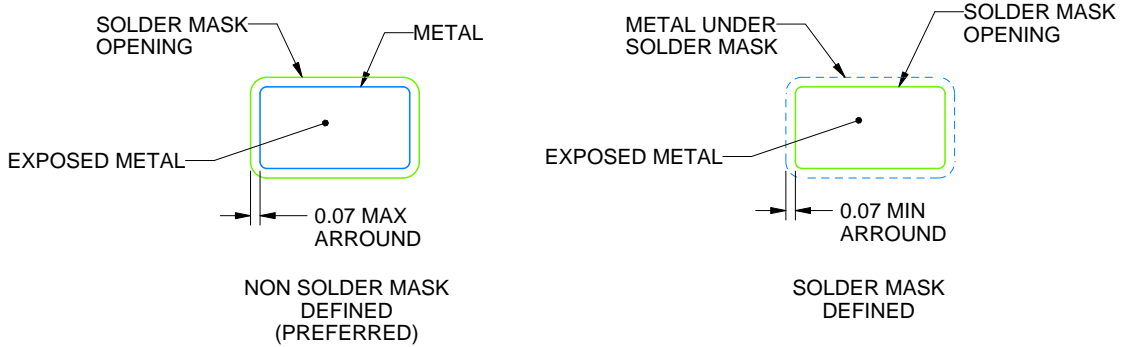 SOLDER MASK
OPENING
METAL
EXPOSED METAL
0.07 MAX
ARROUND
NON SOLDER MASK
DEFINED
(PREFERRED)
METAL UNDER
SOLDER MASK
SOLDER MASK
OPENING
EXPOSED METAL
0.07 MIN
ARROUND
SOLDER MASK
DEFINED